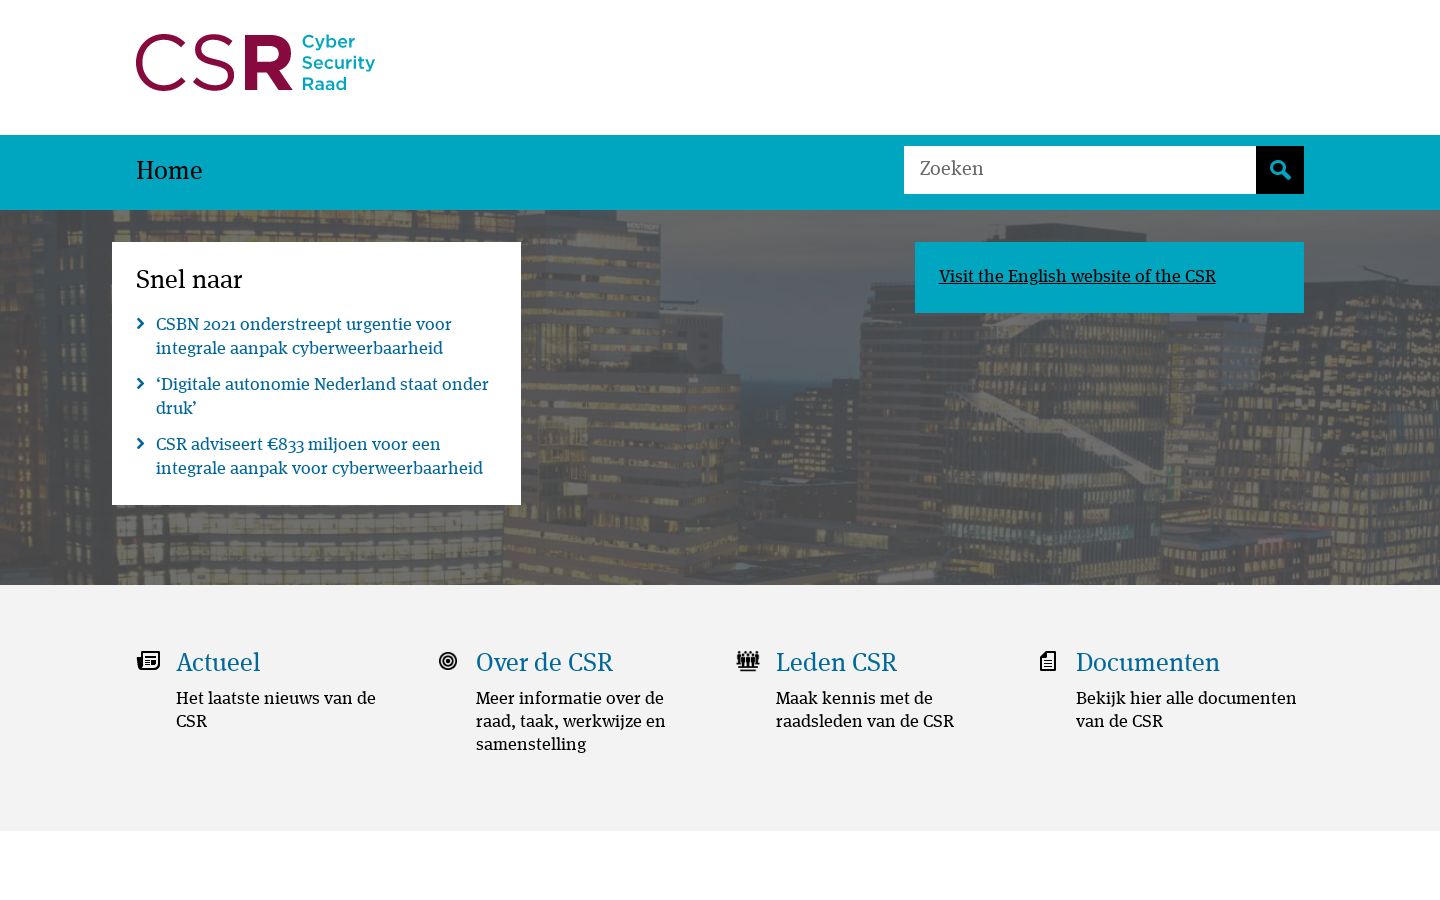 CSR
Cyber
Security
Raad
Home
Zoeken
Snel naar
CSBN 2021 onderstreept urgentie voor
integrale aanpak cyberweerbaarheid
‘Digitale autonomie Nederland staat onder
druk’
CSR adviseert €833 miljoen voor een
integrale aanpak voor cyberweerbaarheid
Visit the English website of the CSR
Actueel
Het laatste nieuws van de
CSR
Over de CSR
Meer informatie over de
raad, taak, werkwijze en
samenstelling
Leden CSR
Maak kennis met de
raadsleden van de CSR
Documenten
Bekijk hier alle documenten
van de CSR